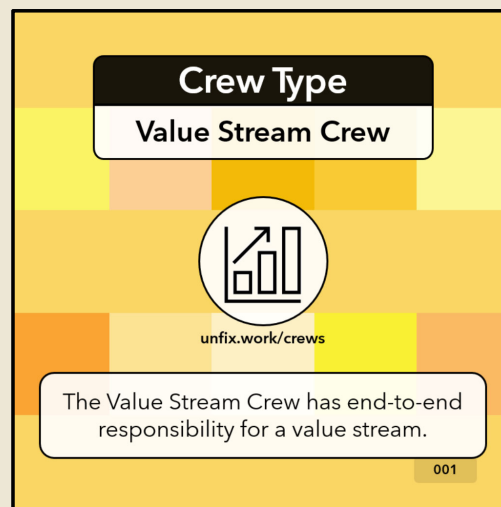 Crew Type
Value Stream Crew
unfix.work/crews
The Value Stream Crew has end-to-end
responsibility for a value stream.
001